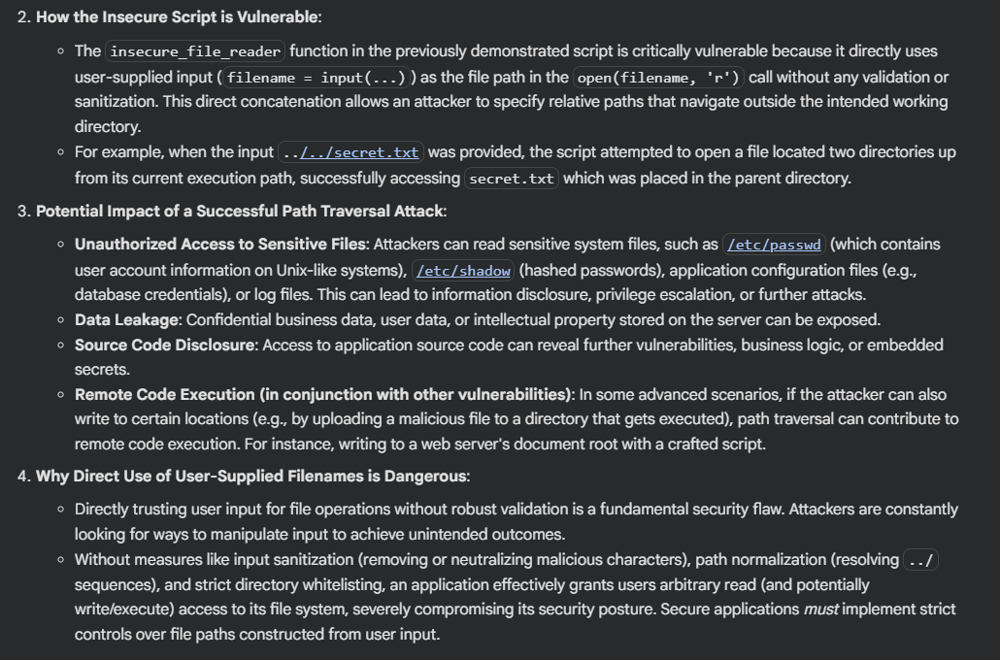 2. How the Insecure Script is Vulnerable:
◦ The insecure_file_reader function in the previously demonstrated script is critically vulnerable because it directly uses
user-supplied input (filename = input(...)) as the file path in the open(filename, 'r') call without any validation or
sanitization. This direct concatenation allows an attacker to specify relative paths that navigate outside the intended working
directory.
◦ For example, when the input ../../secret.txt was provided, the script attempted to open a file located two directories up
from its current execution path, successfully accessing secret.txt which was placed in the parent directory.
3. Potential Impact of a Successful Path Traversal Attack:
◦ Unauthorized Access to Sensitive Files: Attackers can read sensitive system files, such as /etc/passwd (which contains
user account information on Unix-like systems), /etc/shadow (hashed passwords), application configuration files (e.g.,
database credentials), or log files. This can lead to information disclosure, privilege escalation, or further attacks.
◦ Data Leakage: Confidential business data, user data, or intellectual property stored on the server can be exposed.
◦ Source Code Disclosure: Access to application source code can reveal further vulnerabilities, business logic, or embedded
secrets.
◦ Remote Code Execution (in conjunction with other vulnerabilities): In some advanced scenarios, if the attacker can also
write to certain locations (e.g., by uploading a malicious file to a directory that gets executed), path traversal can contribute to
remote code execution. For instance, writing to a web server's document root with a crafted script.
4. Why Direct Use of User-Supplied Filenames is Dangerous:
◦ Directly trusting user input for file operations without robust validation is a fundamental security flaw. Attackers are constantly
looking for ways to manipulate input to achieve unintended outcomes.
◦ Without measures like input sanitization (removing or neutralizing malicious characters), path normalization (resolving ../
sequences), and strict directory whitelisting, an application effectively grants users arbitrary read (and potentially
write/execute) access to its file system, severely compromising its security posture. Secure applications must implement strict
controls over file paths constructed from user input.